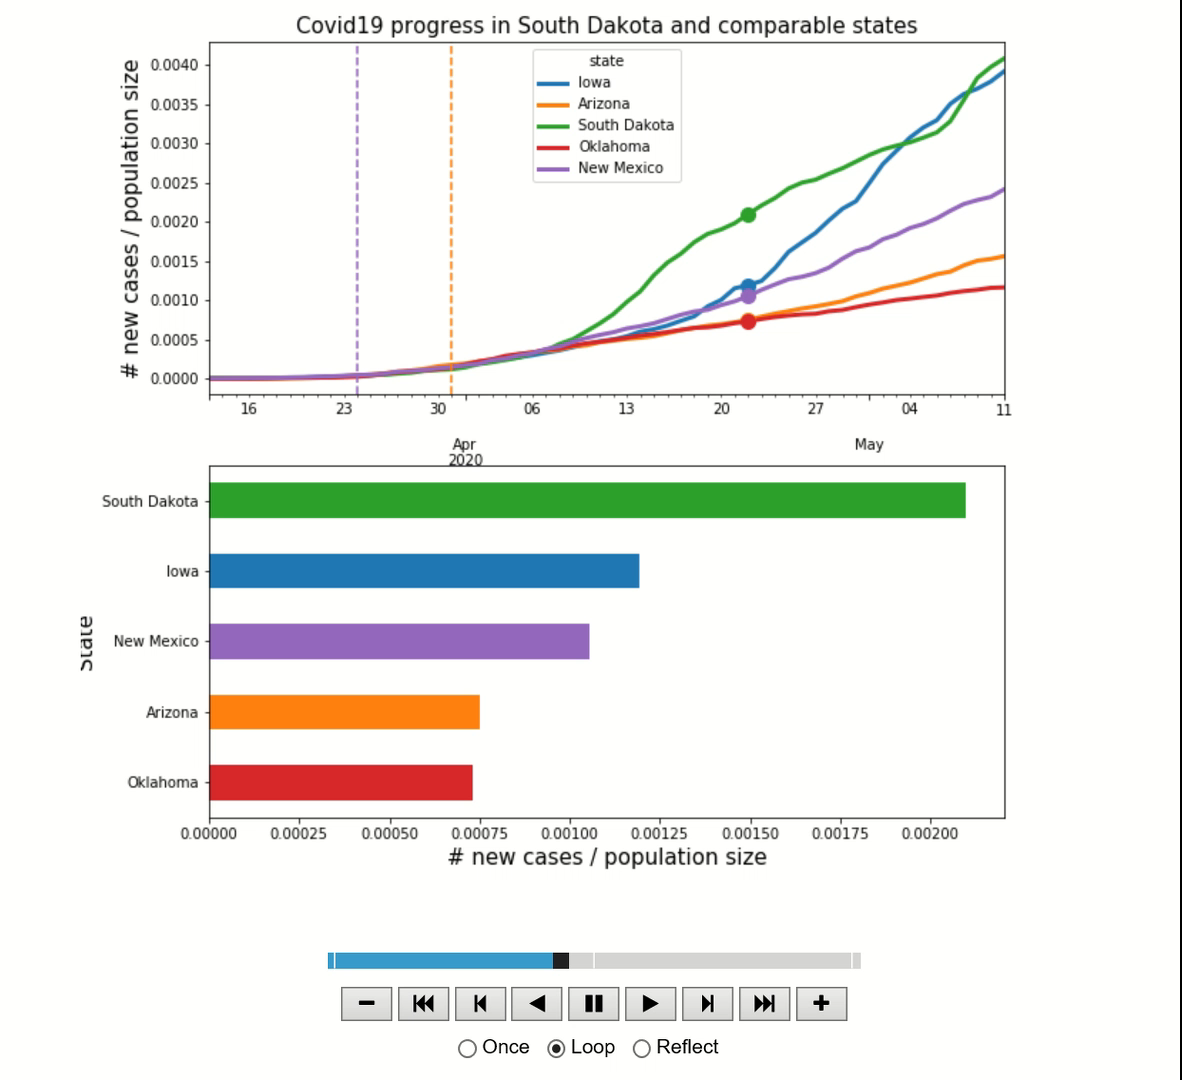 Covid19 progress in South Dakota and comparable states
# new cases / population size
0.0040
0.0035
0.0030
0.0025
0.0020
0.0015
0.0010
0.0005
0.0000
state
Iowa
Arizona
South Dakota
Oklahoma
New Mexico
16 23 30 06 13 20 27 04 11
Apr May
2020
State
South Dakota
Iowa
New Mexico
Arizona
Oklahoma
0.00000 0.00025 0.00050 0.00075 0.00100 0.00125 0.00150 0.00175 0.00200
# new cases / population size
Once Loop Reflect